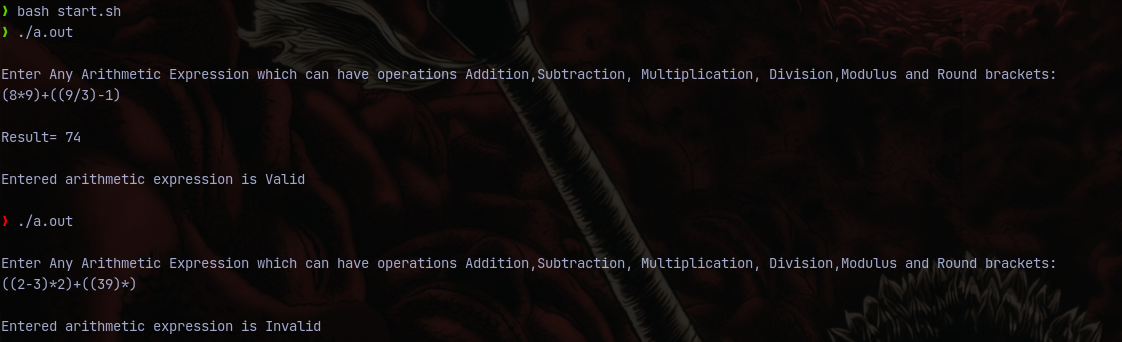 ❯ bash start.sh
❯ ./a.out
Enter Any Arithmetic Expression which can have operations Addition,Subtraction, Multiplication, Division,Modulus and Round brackets:
(8*9)+((9/3)-1)
Result= 74
Entered arithmetic expression is Valid
❯ ./a.out
Enter Any Arithmetic Expression which can have operations Addition,Subtraction, Multiplication, Division,Modulus and Round brackets:
((2-3)*2)+((39)*)
Entered arithmetic expression is Invalid